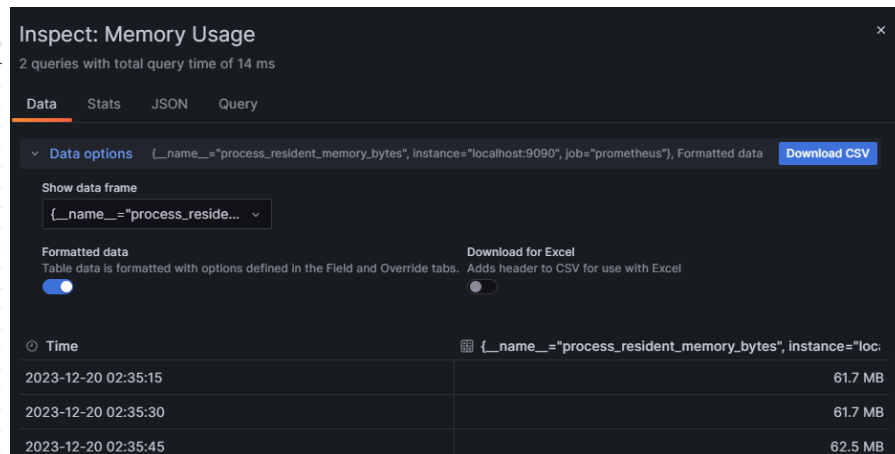 Inspect: Memory Usage
2 queries with total query time of 14 ms
Data Stats JSON Query
Data options {__name__="process_resident_memory_bytes", instance="localhost:9090", job="prometheus"}, Formatted data Download CSV
Show data frame
{__name__="process_reside...
Formatted data Download for Excel
Table data is formatted with options defined in the Field and Override tabs. Adds header to CSV for use with Excel
Time {__name__="process_resident_memory_bytes", instance="loca
2023-12-20 02:35:15 61.7 MB
2023-12-20 02:35:30 61.7 MB
2023-12-20 02:35:45 62.5 MB